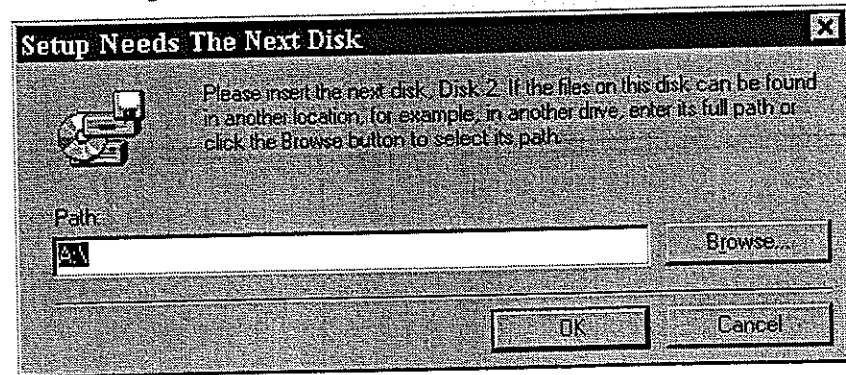 Setup Needs The Next Disk
Please insert the next disk, Disk 2. If the files on this disk can be found
in another location, for example, in another drive, enter its full path or
click the Browse button to select its path.
Path:
A:\
Browse...
OK
Cancel